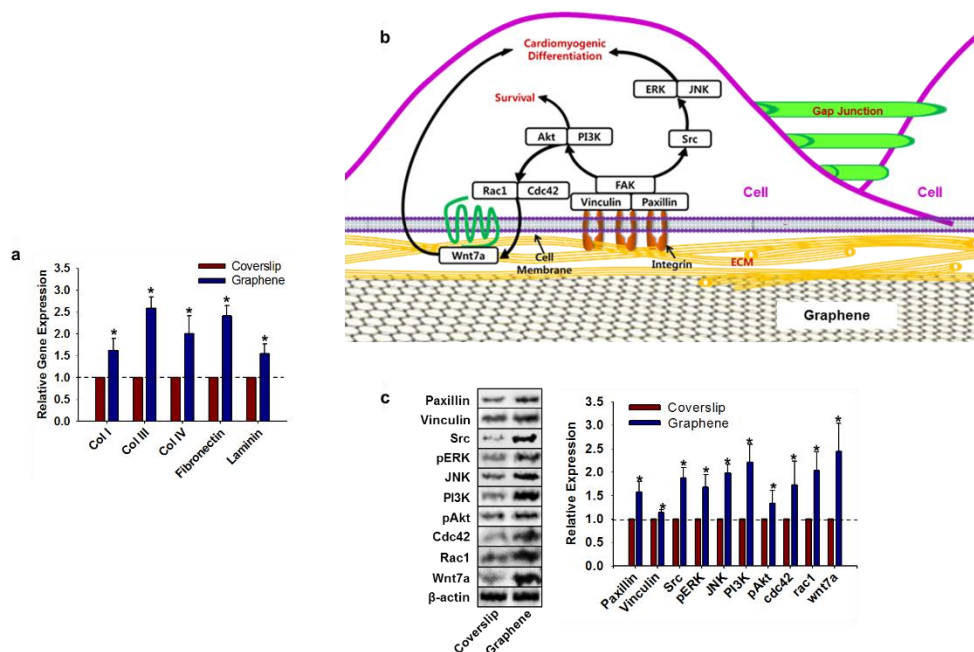 a
Relative Gene Expression
3.5
3.0
2.5
2.0
1.5
1.0
0.5
0.0
Coverslip
Graphene
*
*
*
*
*
Col I
Col III
Col IV
Fibronectin
Laminin
b
Cardiomyogenic
Differentiation
ERK JNK
Survival
Gap Junction
Akt PI3K
Src
Rac1 Cdc42
FAK
Vinculin Paxillin
Cell
Cell
Wnt7a
Cell
Membrane
Integrin
ECM
Graphene
c
Paxillin
Vinculin
Src
pERK
JNK
PI3K
pAkt
Cdc42
Rac1
Wnt7a
β-actin
Coverslip
Graphene
Relative Expression
3.5
3.0
2.5
2.0
1.5
1.0
0.5
0.0
Coverslip
Graphene
*
*
*
*
*
*
*
*
*
*
Paxillin
Vinculin
Src
pERK
JNK
PI3K
pAkt
cdc42
rac1
wnt7a